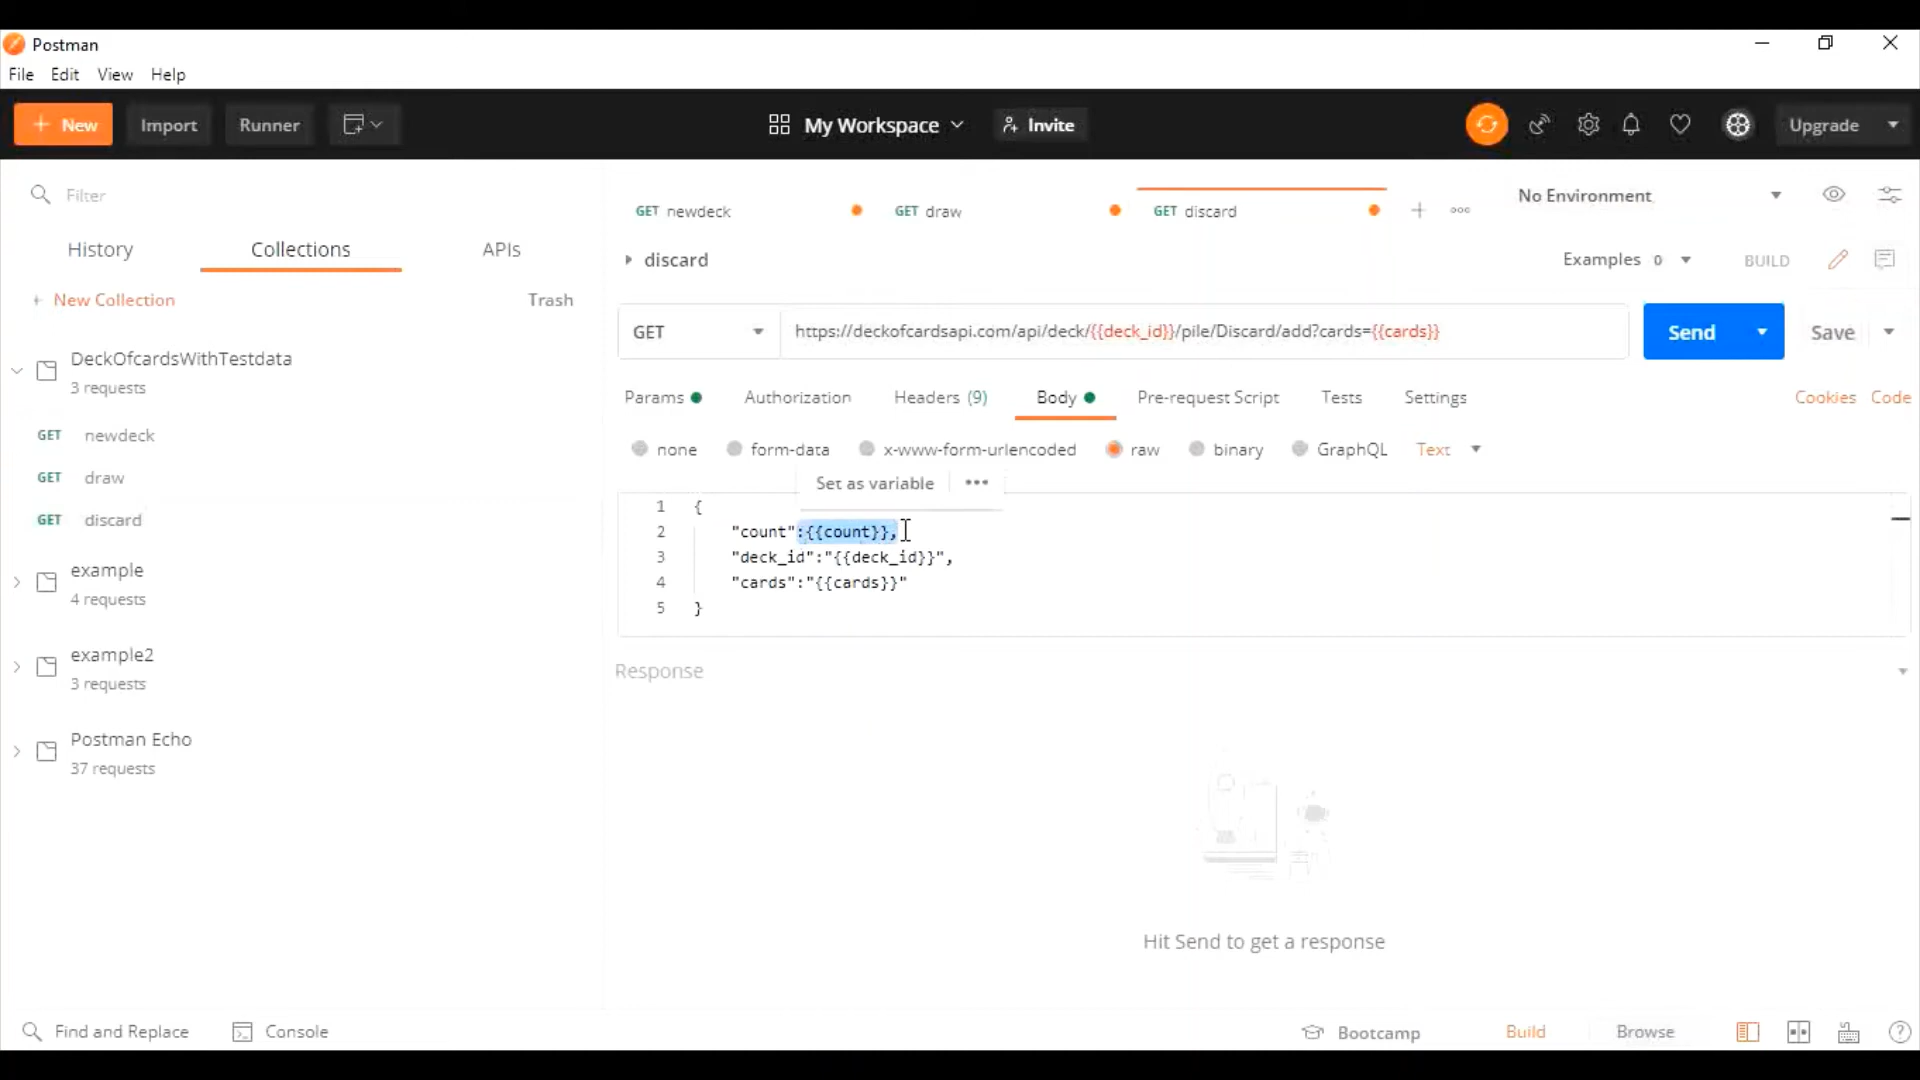 Postman
File Edit View Help
+ New Import Runner My Workspace Invite Upgrade
Filter
History Collections APIs
+ New Collection Trash
DeckOfcardsWithTestdata
3 requests
GET newdeck
GET draw
GET discard
example
4 requests
example2
3 requests
Postman Echo
37 requests
GET newdeck GET draw GET discard + ooo No Environment
discard Examples 0 BUILD
GET https://deckofcardsapi.com/api/deck/{{deck_id}}/pile/Discard/add?cards={{cards}} Send Save
Params Authorization Headers (9) Body Pre-request Script Tests Settings Cookies Code
none form-data x-www-form-urlencoded raw binary GraphQL Text
Set as variable
1 {
2 "count":{{count}},
3 "deck_id":"{{deck_id}}",
4 "cards":"{{cards}}"
5 }
Response
Hit Send to get a response
Find and Replace Console Bootcamp Build Browse